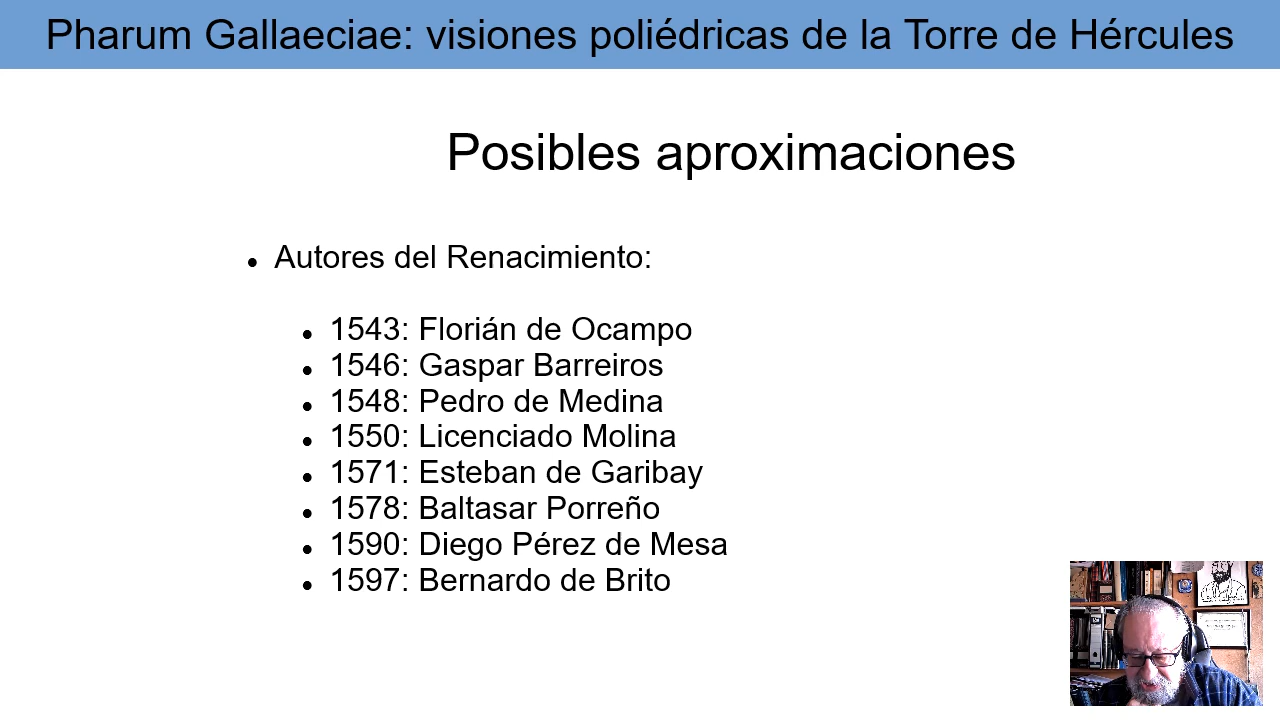 Pharum Gallaeciae: visiones poliédricas de la Torre de Hércules
Posibles aproximaciones
Autores del Renacimiento:
1543: Florián de Ocampo
1546: Gaspar Barreiros
1548: Pedro de Medina
1550: Licenciado Molina
1571: Esteban de Garibay
1578: Baltasar Porreño
1590: Diego Pérez de Mesa
1597: Bernardo de Brito